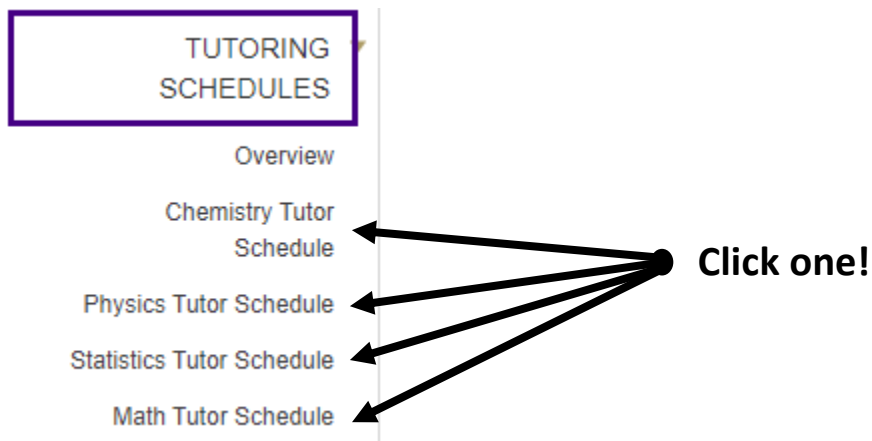 TUTORING
SCHEDULES
Overview
Chemistry Tutor
Schedule
Physics Tutor Schedule
Statistics Tutor Schedule
Math Tutor Schedule
Click one!